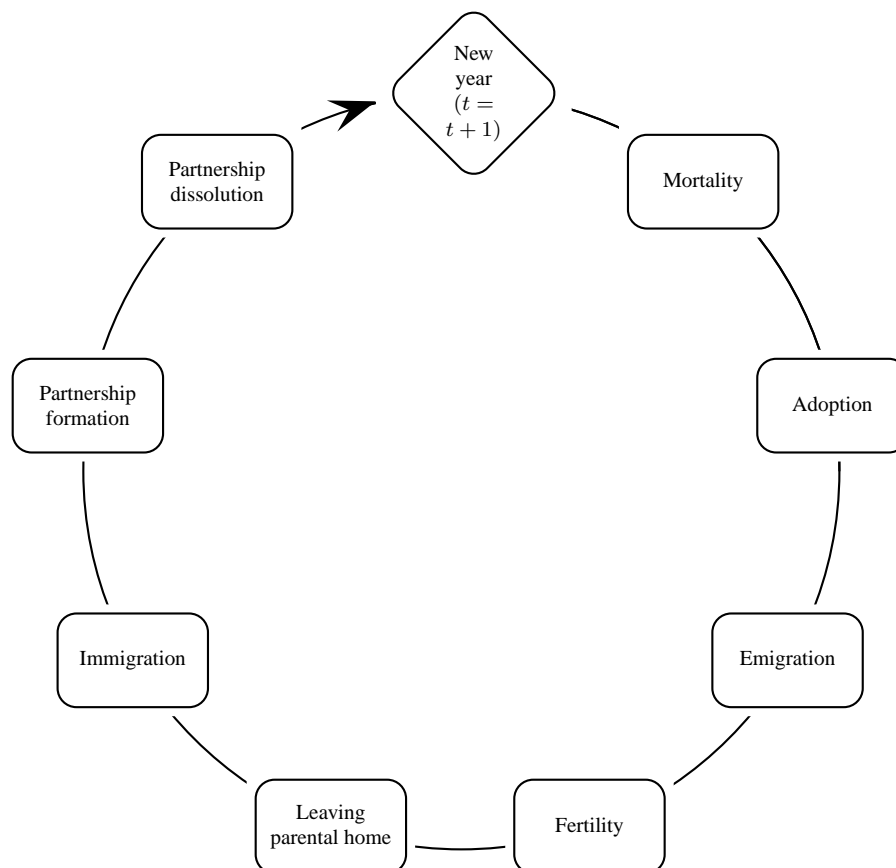 New
year
(t =
t + 1)
Mortality
Adoption
Emigration
Fertility
Leaving
parental home
Immigration
Partnership
formation
Partnership
dissolution